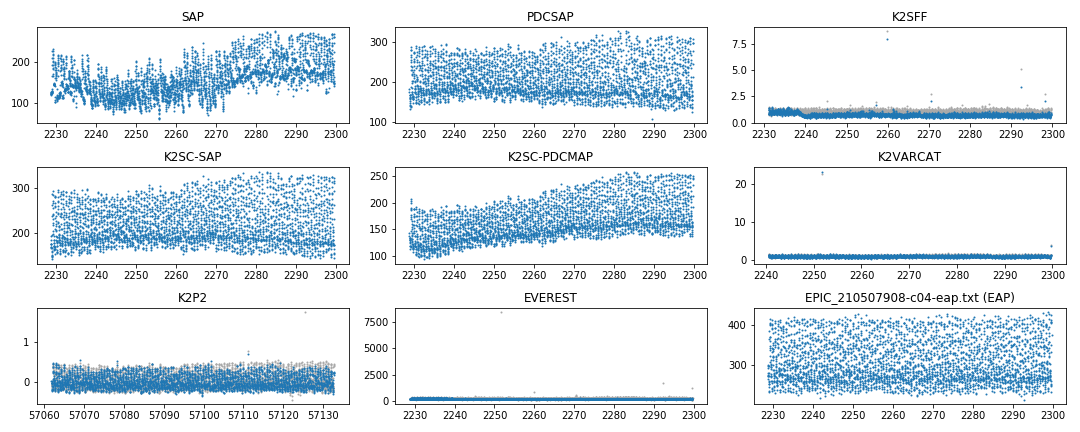 SAP
200
100
2230 2240 2250 2260 2270 2280 2290 2300
PDCSAP
300
200
100
2230 2240 2250 2260 2270 2280 2290 2300
K2SFF
7.5
5.0
2.5
0.0
2230 2240 2250 2260 2270 2280 2290 2300
K2SC-SAP
300
200
2230 2240 2250 2260 2270 2280 2290 2300
K2SC-PDCMAP
250
200
150
100
2230 2240 2250 2260 2270 2280 2290 2300
K2VARCAT
20
10
0
2240 2250 2260 2270 2280 2290 2300
K2P2
1
0
57060 57070 57080 57090 57100 57110 57120 57130
EVEREST
7500
5000
2500
0
2230 2240 2250 2260 2270 2280 2290 2300
EPIC_210507908-c04-eap.txt (EAP)
400
300
2230 2240 2250 2260 2270 2280 2290 2300